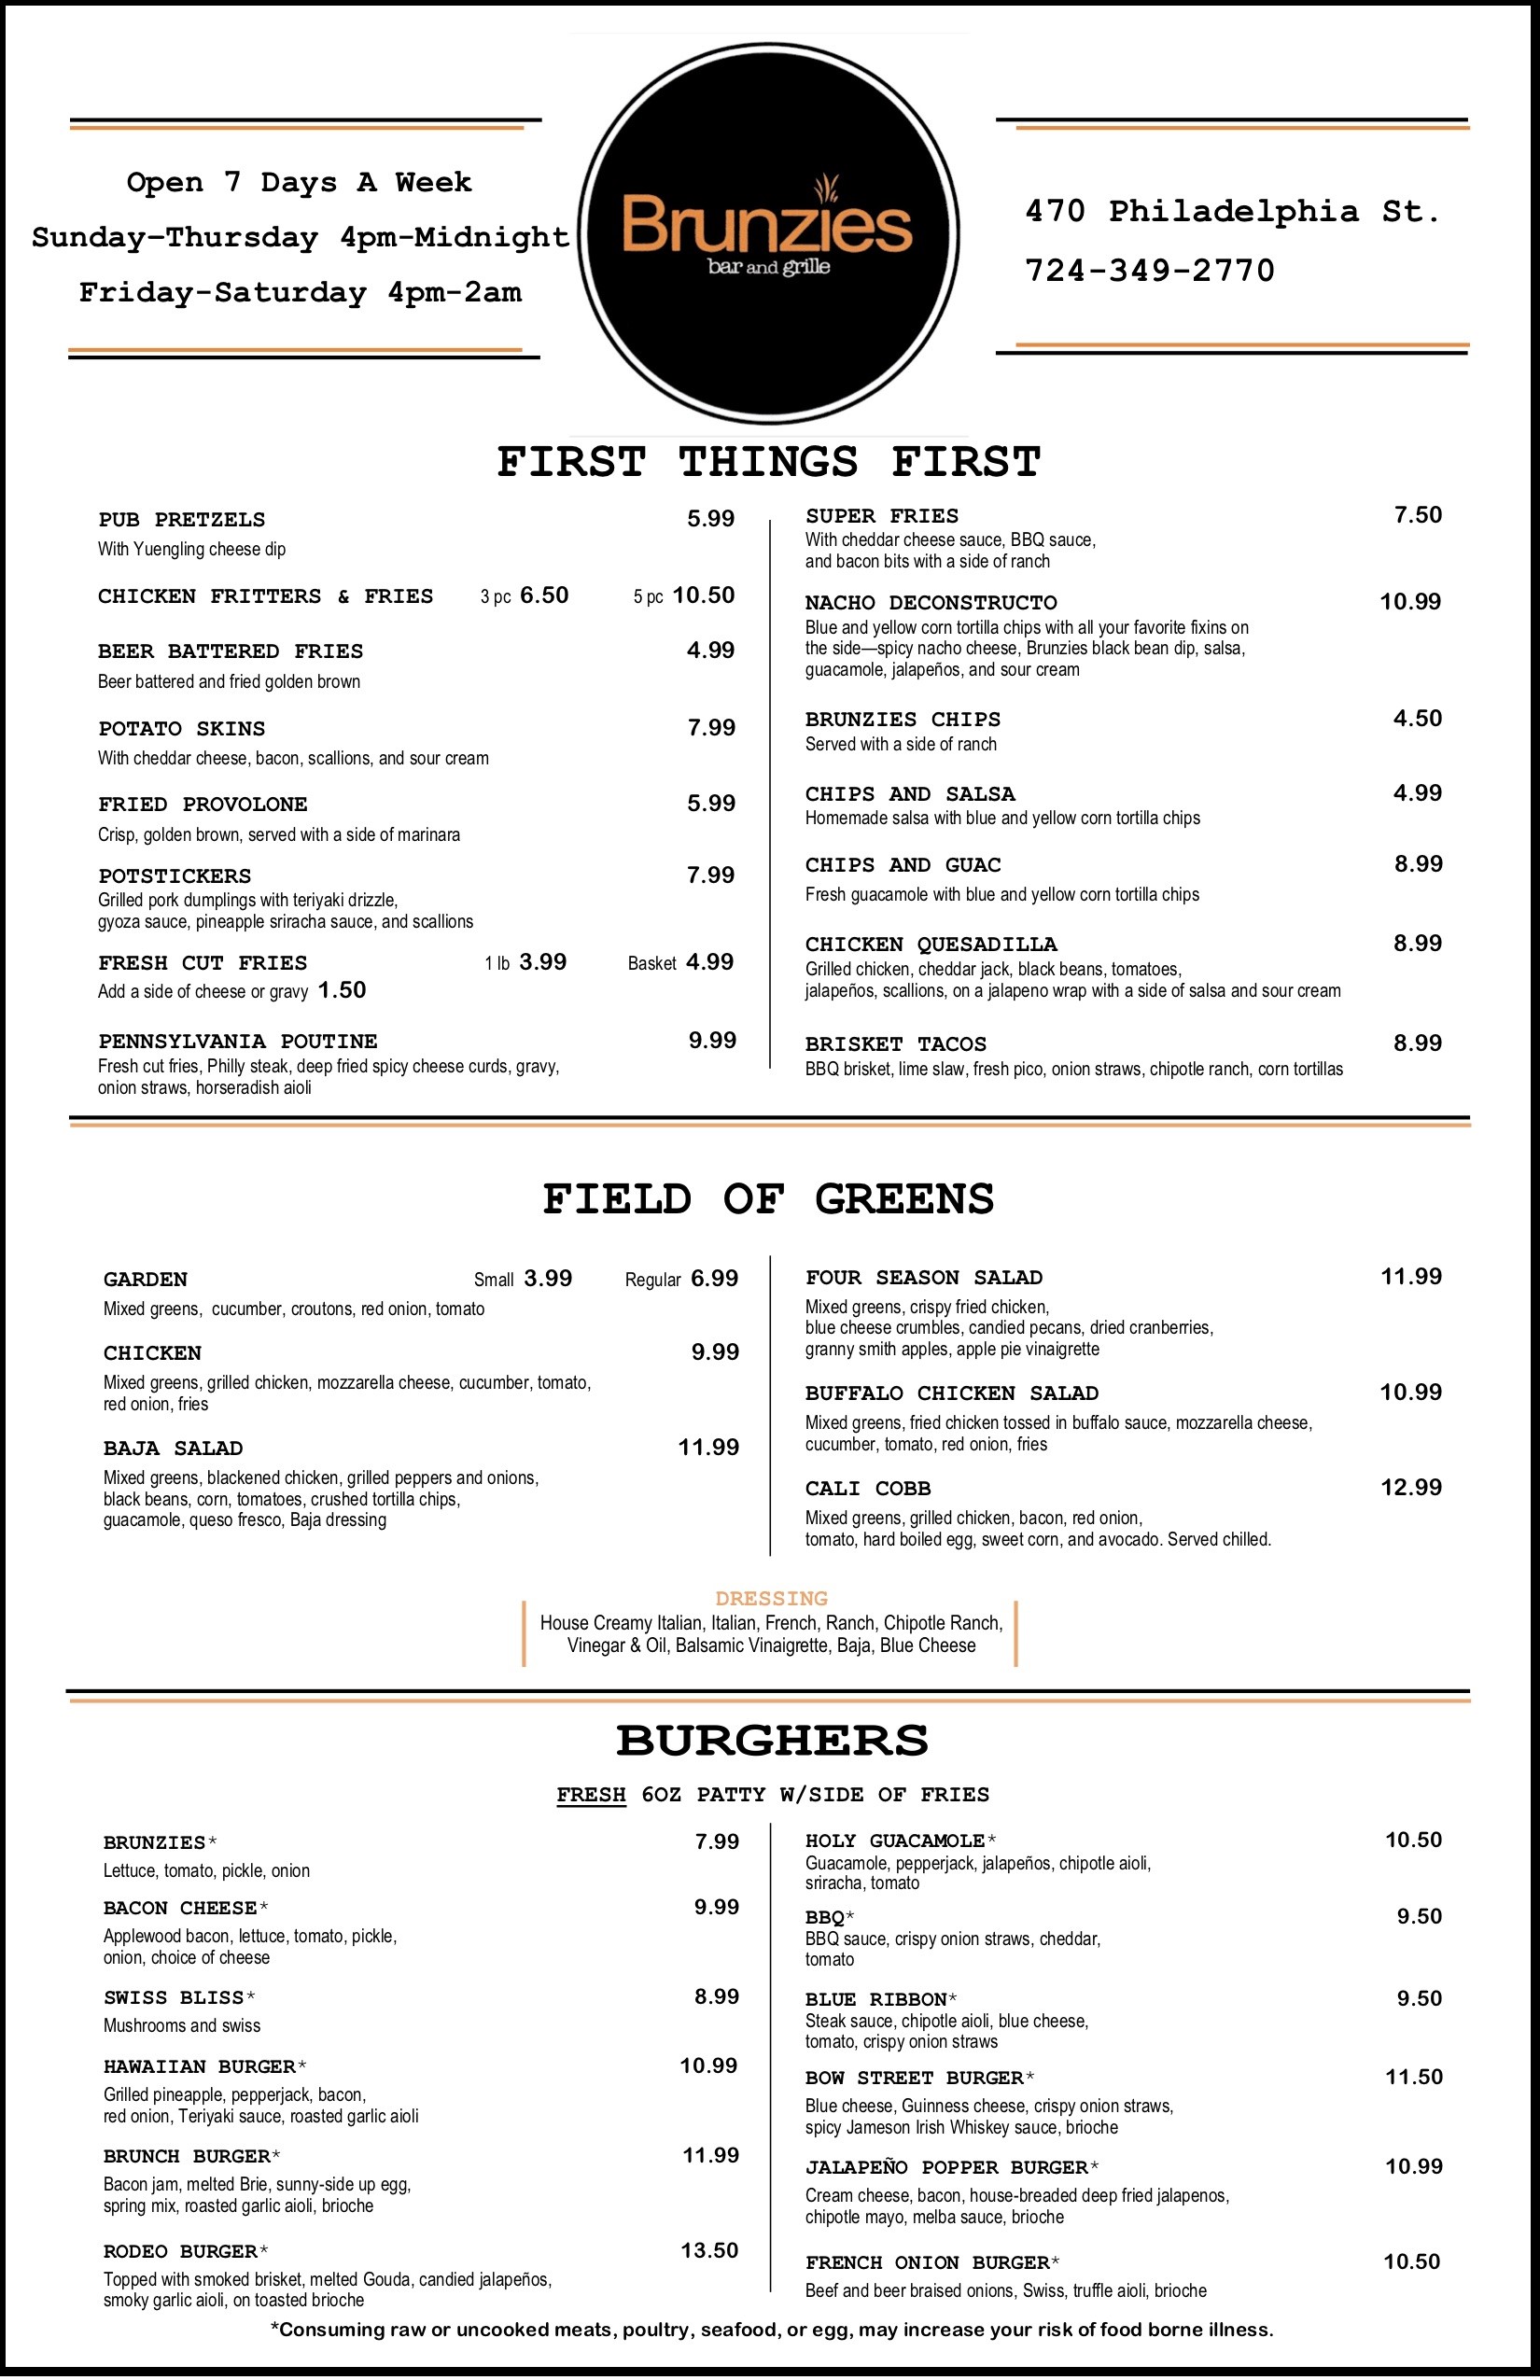 Open 7 Days A Week
Sunday–Thursday 4pm-Midnight
Friday-Saturday 4pm-2am
Brunzies
bar and grille
470 Philadelphia St.
724-349-2770
FIRST THINGS FIRST
PUB PRETZELS 5.99
With Yuengling cheese dip
CHICKEN FRITTERS & FRIES 3 pc 6.50 5 pc 10.50
BEER BATTERED FRIES 4.99
Beer battered and fried golden brown
POTATO SKINS 7.99
With cheddar cheese, bacon, scallions, and sour cream
FRIED PROVOLONE 5.99
Crisp, golden brown, served with a side of marinara
POTSTICKERS 7.99
Grilled pork dumplings with teriyaki drizzle,
gyoza sauce, pineapple sriracha sauce, and scallions
FRESH CUT FRIES 1 lb 3.99 Basket 4.99
Add a side of cheese or gravy 1.50
PENNSYLVANIA POUTINE 9.99
Fresh cut fries, Philly steak, deep fried spicy cheese curds, gravy,
onion straws, horseradish aioli
SUPER FRIES 7.50
With cheddar cheese sauce, BBQ sauce,
and bacon bits with a side of ranch
NACHO DECONSTRUCTO 10.99
Blue and yellow corn tortilla chips with all your favorite fixins on
the side—spicy nacho cheese, Brunzies black bean dip, salsa,
guacamole, jalapeños, and sour cream
BRUNZIES CHIPS 4.50
Served with a side of ranch
CHIPS AND SALSA 4.99
Homemade salsa with blue and yellow corn tortilla chips
CHIPS AND GUAC 8.99
Fresh guacamole with blue and yellow corn tortilla chips
CHICKEN QUESADILLA 8.99
Grilled chicken, cheddar jack, black beans, tomatoes,
jalapeños, scallions, on a jalapeno wrap with a side of salsa and sour cream
BRISKET TACOS 8.99
BBQ brisket, lime slaw, fresh pico, onion straws, chipotle ranch, corn tortillas
FIELD OF GREENS
GARDEN Small 3.99 Regular 6.99
Mixed greens, cucumber, croutons, red onion, tomato
CHICKEN 9.99
Mixed greens, grilled chicken, mozzarella cheese, cucumber, tomato,
red onion, fries
BAJA SALAD 11.99
Mixed greens, blackened chicken, grilled peppers and onions,
black beans, corn, tomatoes, crushed tortilla chips,
guacamole, queso fresco, Baja dressing
FOUR SEASON SALAD 11.99
Mixed greens, crispy fried chicken,
blue cheese crumbles, candied pecans, dried cranberries,
granny smith apples, apple pie vinaigrette
BUFFALO CHICKEN SALAD 10.99
Mixed greens, fried chicken tossed in buffalo sauce, mozzarella cheese,
cucumber, tomato, red onion, fries
CALI COBB 12.99
Mixed greens, grilled chicken, bacon, red onion,
tomato, hard boiled egg, sweet corn, and avocado. Served chilled.
DRESSING
House Creamy Italian, Italian, French, Ranch, Chipotle Ranch,
Vinegar & Oil, Balsamic Vinaigrette, Baja, Blue Cheese
BURGHERS
FRESH 6OZ PATTY W/SIDE OF FRIES
BRUNZIES* 7.99
Lettuce, tomato, pickle, onion
BACON CHEESE* 9.99
Applewood bacon, lettuce, tomato, pickle,
onion, choice of cheese
SWISS BLISS* 8.99
Mushrooms and swiss
HAWAIIAN BURGER* 10.99
Grilled pineapple, pepperjack, bacon,
red onion, Teriyaki sauce, roasted garlic aioli
BRUNCH BURGER* 11.99
Bacon jam, melted Brie, sunny-side up egg,
spring mix, roasted garlic aioli, brioche
RODEO BURGER* 13.50
Topped with smoked brisket, melted Gouda, candied jalapeños,
smoky garlic aioli, on toasted brioche
HOLY GUACAMOLE* 10.50
Guacamole, pepperjack, jalapeños, chipotle aioli,
sriracha, tomato
BBQ* 9.50
BBQ sauce, crispy onion straws, cheddar,
tomato
BLUE RIBBON* 9.50
Steak sauce, chipotle aioli, blue cheese,
tomato, crispy onion straws
BOW STREET BURGER* 11.50
Blue cheese, Guinness cheese, crispy onion straws,
spicy Jameson Irish Whiskey sauce, brioche
JALAPEÑO POPPER BURGER* 10.99
Cream cheese, bacon, house-breaded deep fried jalapenos,
chipotle mayo, melba sauce, brioche
FRENCH ONION BURGER* 10.50
Beef and beer braised onions, Swiss, truffle aioli, brioche
*Consuming raw or uncooked meats, poultry, seafood, or egg, may increase your risk of food borne illness.